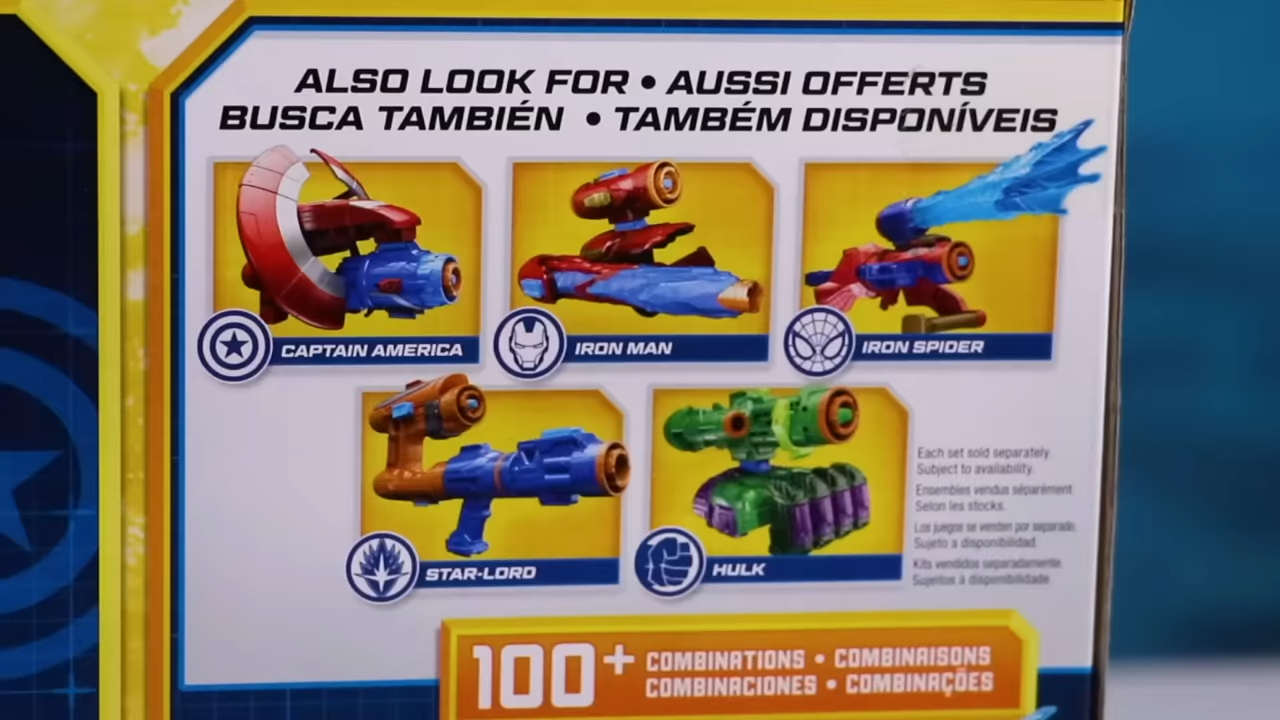 ALSO LOOK FOR • AUSSI OFFERTS
BUSCA TAMBIÉN • TAMBÉM DISPONÍVEIS
CAPTAIN AMERICA
IRON MAN
IRON SPIDER
STAR-LORD
HULK
Each set sold separately.
Subject to availability.
Ensembles vendus séparément.
Selon les stocks.
Los juegos se venden por separado.
Sujeto a disponibilidad.
Kits vendidos separadamente.
Sujeitos à disponibilidade.
100+ COMBINATIONS • COMBINAISONS
COMBINACIONES • COMBINAÇÕES